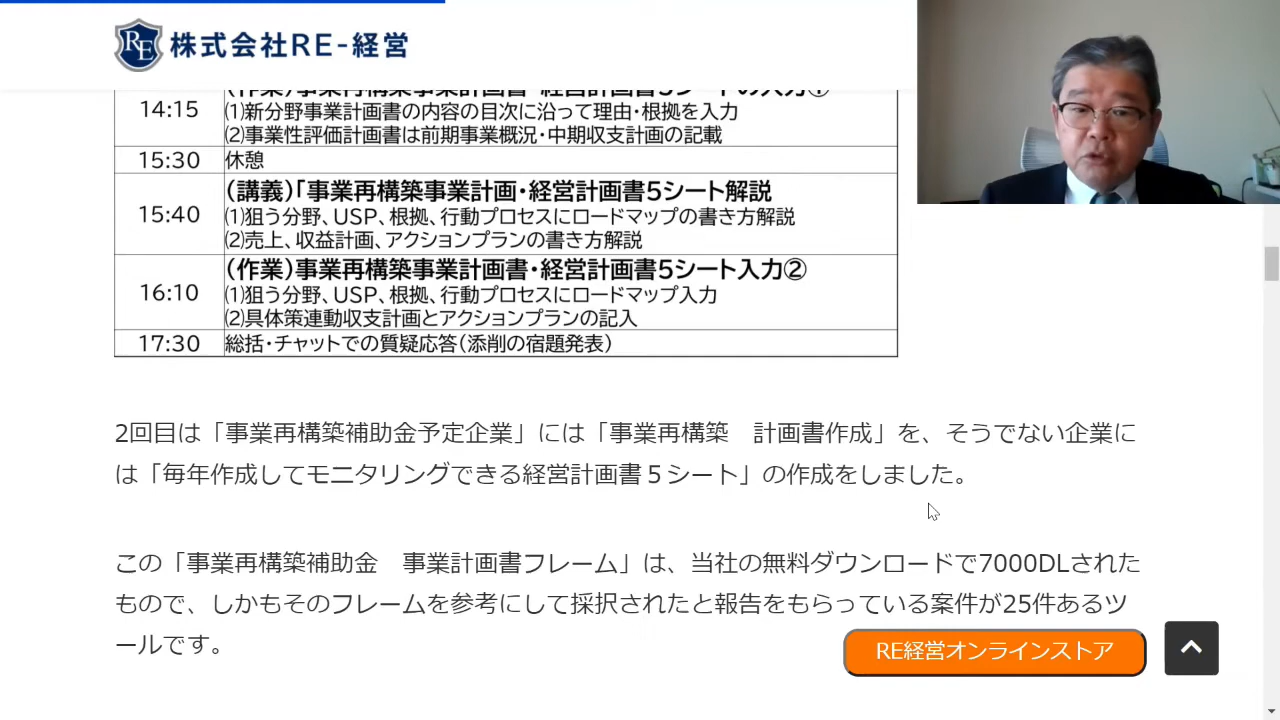 RE 株式会社RE-経営
14:15
⑴新分野事業計画書の内容の目次に沿って理由・根拠を入力
⑵事業性評価計画書は前期事業概況・中期収支計画の記載
15:30 休憩
15:40 （講義）「事業再構築事業計画・経営計画書5シート解説
⑴狙う分野、USP、根拠、行動プロセスにロードマップの書き方解説
⑵売上、収益計画、アクションプランの書き方解説
16:10 （作業）事業再構築事業計画書・経営計画書5シート入力②
⑴狙う分野、USP、根拠、行動プロセスにロードマップ入力
⑵具体策連動収支計画とアクションプランの記入
17:30 総括・チャットでの質疑応答（添削の宿題発表）
2回目は「事業再構築補助金予定企業」には「事業再構築　計画書作成」を、そうでない企業に
は「毎年作成してモニタリングできる経営計画書５シート」の作成をしました。
この「事業再構築補助金　事業計画書フレーム」は、当社の無料ダウンロードで7000DLされた
もので、しかもそのフレームを参考にして採択されたと報告をもらっている案件が25件あるツ
ールです。
RE経営オンラインストア